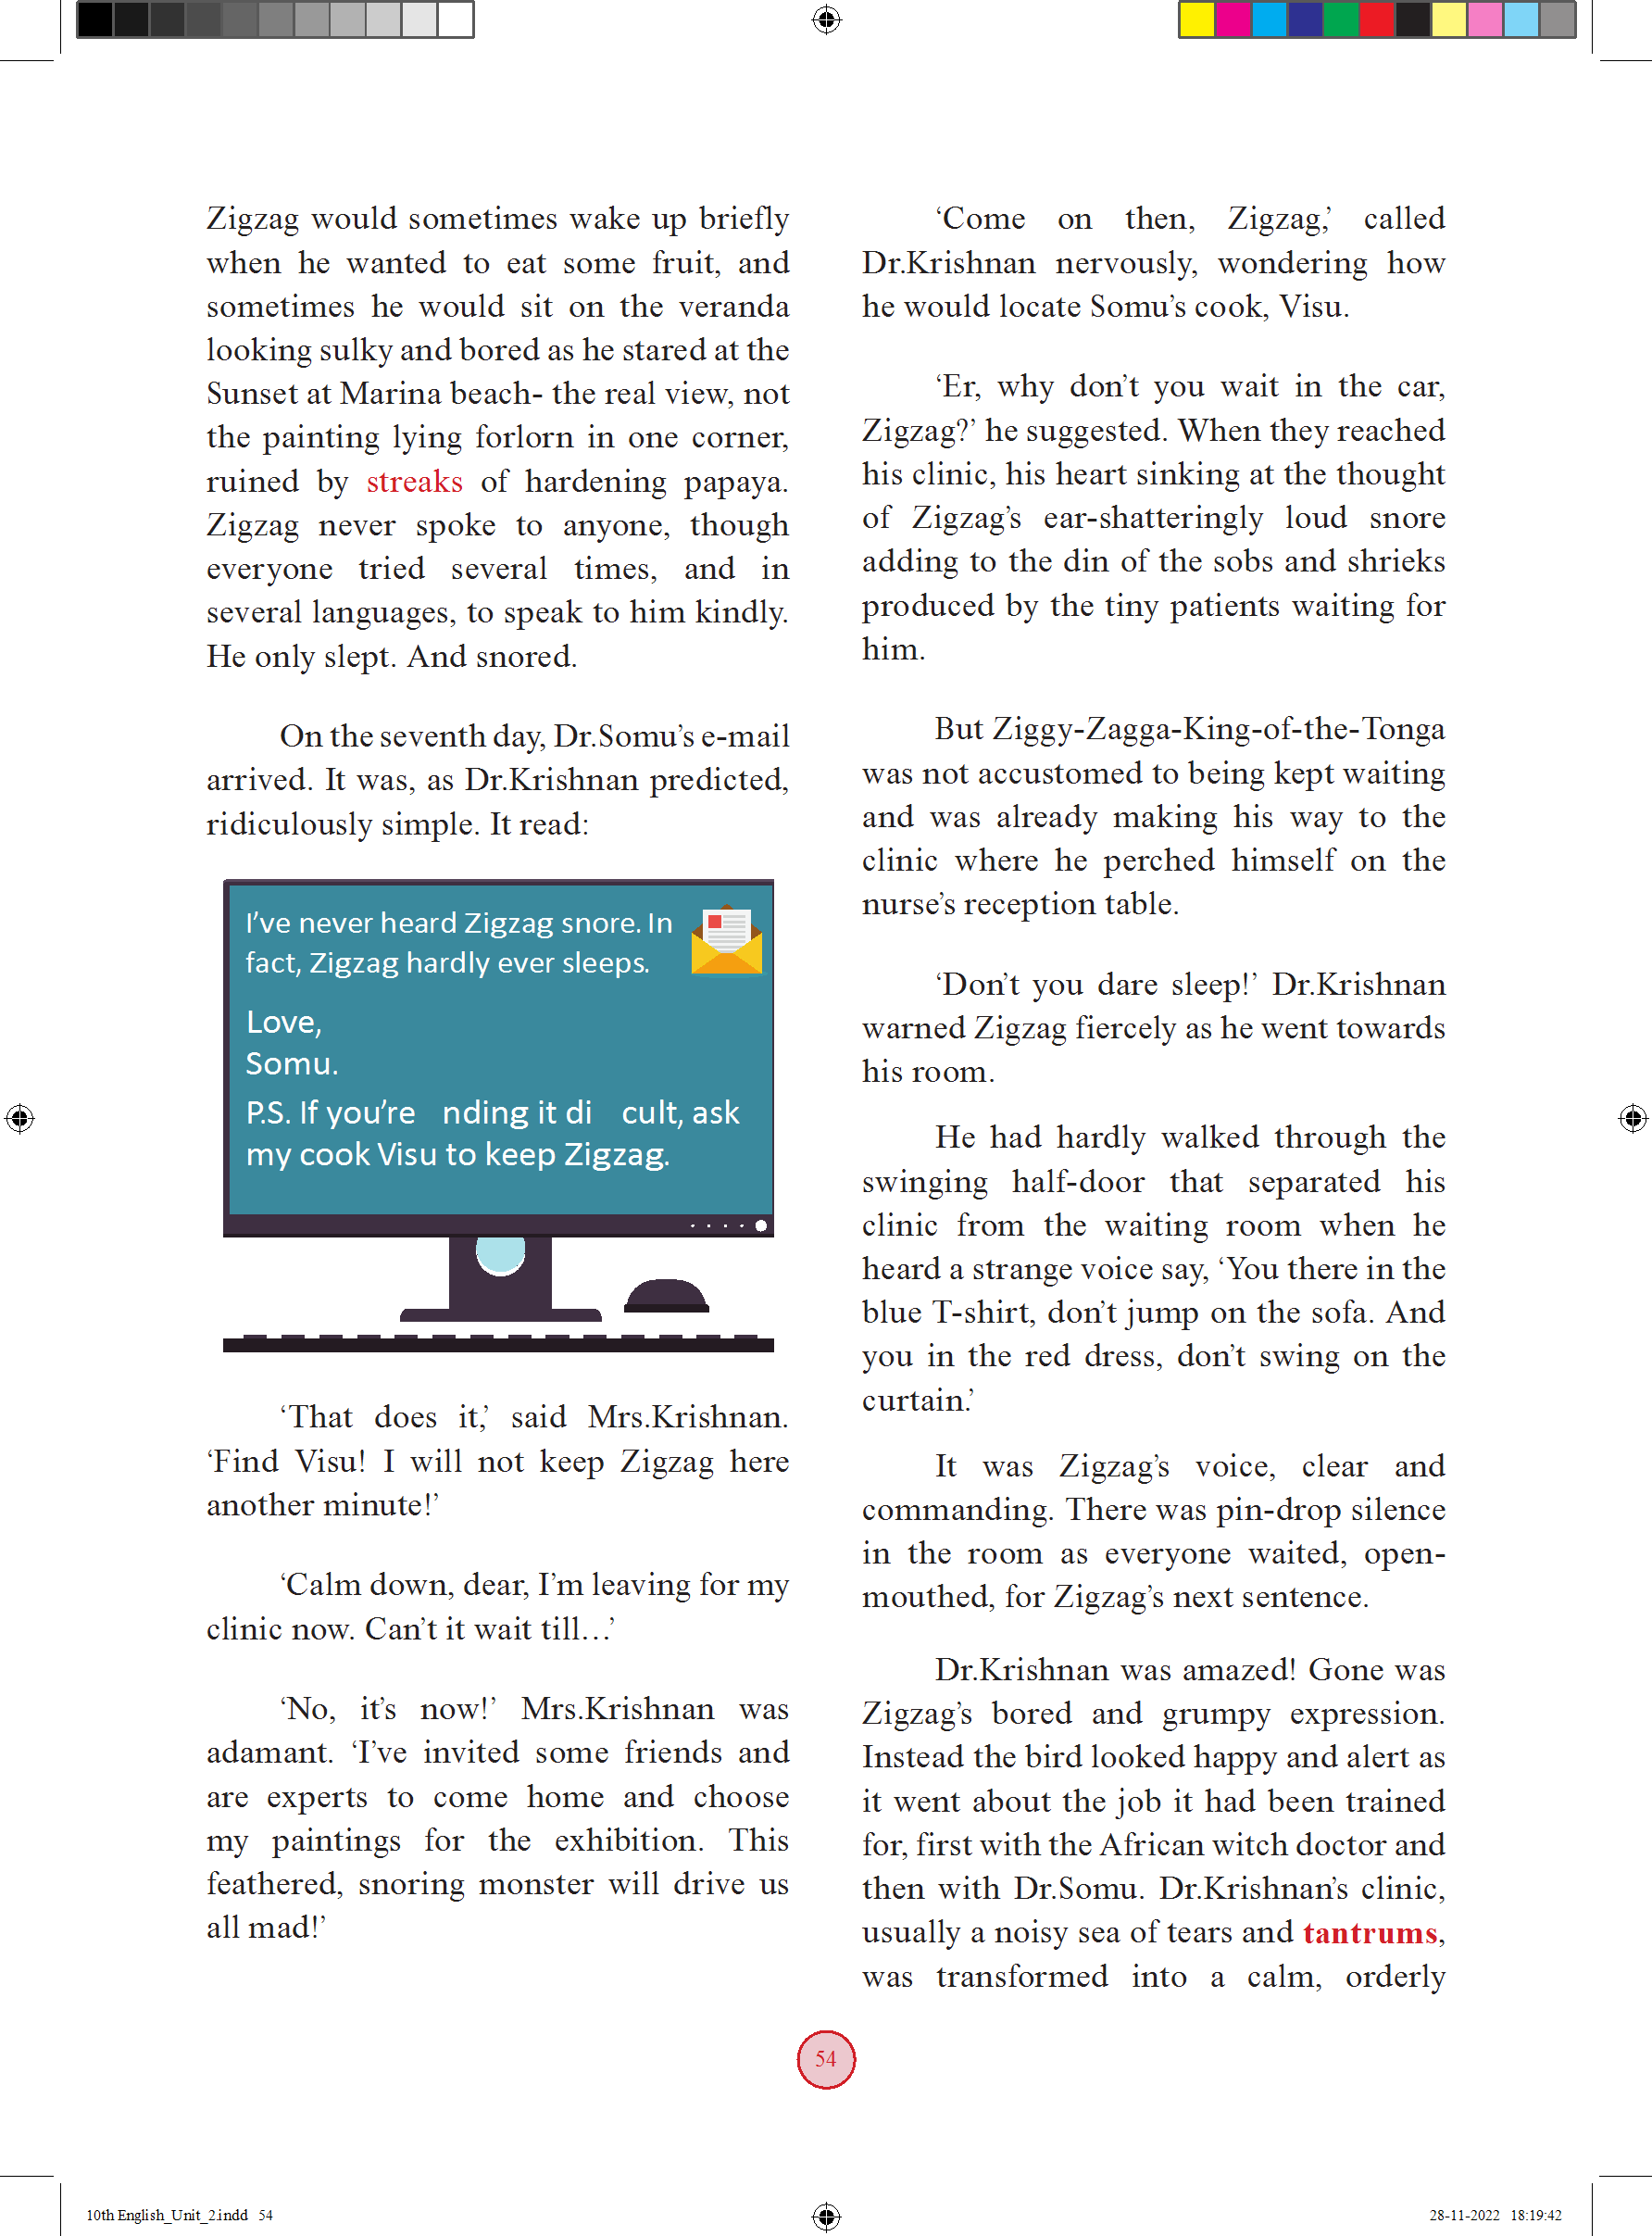 Zigzag would sometimes wake up briefly
when he wanted to eat some fruit, and
sometimes he would sit on the veranda
looking sulky and bored as he stared at the
Sunset at Marina beach- the real view, not
the painting lying forlorn in one corner,
ruined by streaks of hardening papaya.
Zigzag never spoke to anyone, though
everyone tried several times, and in
several languages, to speak to him kindly.
He only slept. And snored.
On the seventh day, Dr.Somu’s e-mail
arrived. It was, as Dr.Krishnan predicted,
ridiculously simple. It read:
I’ve never heard Zigzag snore. In
fact, Zigzag hardly ever sleeps.
Love,
Somu.
P.S. If you’re nding it di cult, ask
my cook Visu to keep Zigzag.
‘That does it,’ said Mrs.Krishnan.
‘Find Visu! I will not keep Zigzag here
another minute!’
‘Calm down, dear, I’m leaving for my
clinic now. Can’t it wait till…’
‘No, it’s now!’ Mrs.Krishnan was
adamant. ‘I’ve invited some friends and
are experts to come home and choose
my paintings for the exhibition. This
feathered, snoring monster will drive us
all mad!’
‘Come on then, Zigzag,’ called
Dr.Krishnan nervously, wondering how
he would locate Somu’s cook, Visu.
‘Er, why don’t you wait in the car,
Zigzag?’ he suggested. When they reached
his clinic, his heart sinking at the thought
of Zigzag’s ear-shatteringly loud snore
adding to the din of the sobs and shrieks
produced by the tiny patients waiting for
him.
But Ziggy-Zagga-King-of-the-Tonga
was not accustomed to being kept waiting
and was already making his way to the
clinic where he perched himself on the
nurse’s reception table.
‘Don’t you dare sleep!’ Dr.Krishnan
warned Zigzag fiercely as he went towards
his room.
He had hardly walked through the
swinging half-door that separated his
clinic from the waiting room when he
heard a strange voice say, ‘You there in the
blue T-shirt, don’t jump on the sofa. And
you in the red dress, don’t swing on the
curtain.’
It was Zigzag’s voice, clear and
commanding. There was pin-drop silence
in the room as everyone waited, open-
mouthed, for Zigzag’s next sentence.
Dr.Krishnan was amazed! Gone was
Zigzag’s bored and grumpy expression.
Instead the bird looked happy and alert as
it went about the job it had been trained
for, first with the African witch doctor and
then with Dr.Somu. Dr.Krishnan’s clinic,
usually a noisy sea of tears and tantrums,
was transformed into a calm, orderly
54
10th English_Unit_2.indd 54
28-11-2022 18:19:42